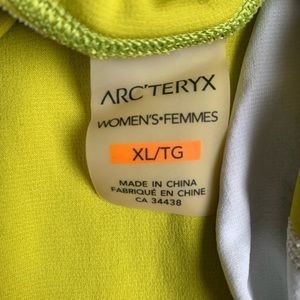 ARC'TERYX
WOMEN'S•FEMMES
XL/TG
MADE IN CHINA
FABRIQUÉ EN CHINE
CA 34438